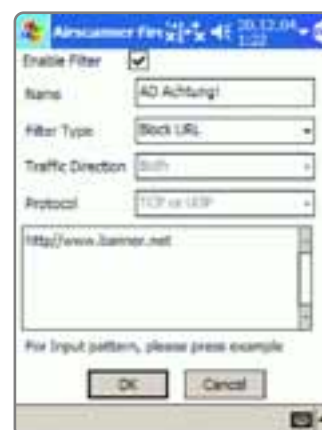 Airscanner Fire 20.12.04
1:22
Enable Filter
Name AD Achtung!
Filter Type Block URL
Traffic Direction Both
Protocol TCP or UDP
http//www.banner.net
For Input pattern, please press example
OK Cancel